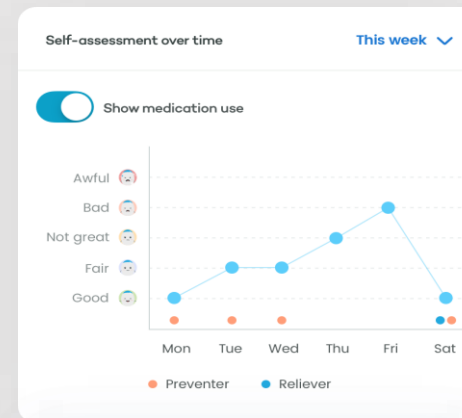 Self-assessment over time
This week
Show medication use
Awful
Bad
Not great
Fair
Good
Mon Tue Wed Thu Fri Sat
Preventer Reliever